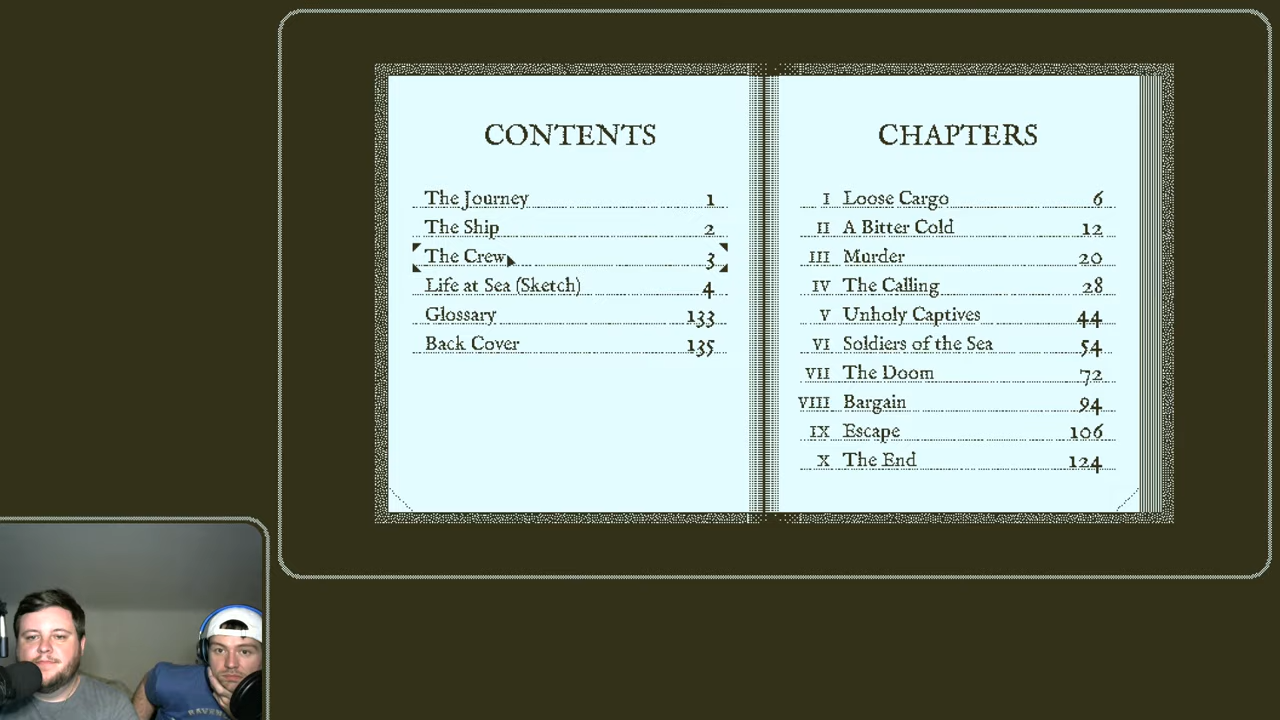 CONTENTS
The Journey 1
The Ship 2
The Crew 3
Life at Sea (Sketch) 4
Glossary 133
Back Cover 135
CHAPTERS
I Loose Cargo 6
II A Bitter Cold 12
III Murder 20
IV The Calling 28
V Unholy Captives 44
VI Soldiers of the Sea 54
VII The Doom 72
VIII Bargain 94
IX Escape 106
X The End 124